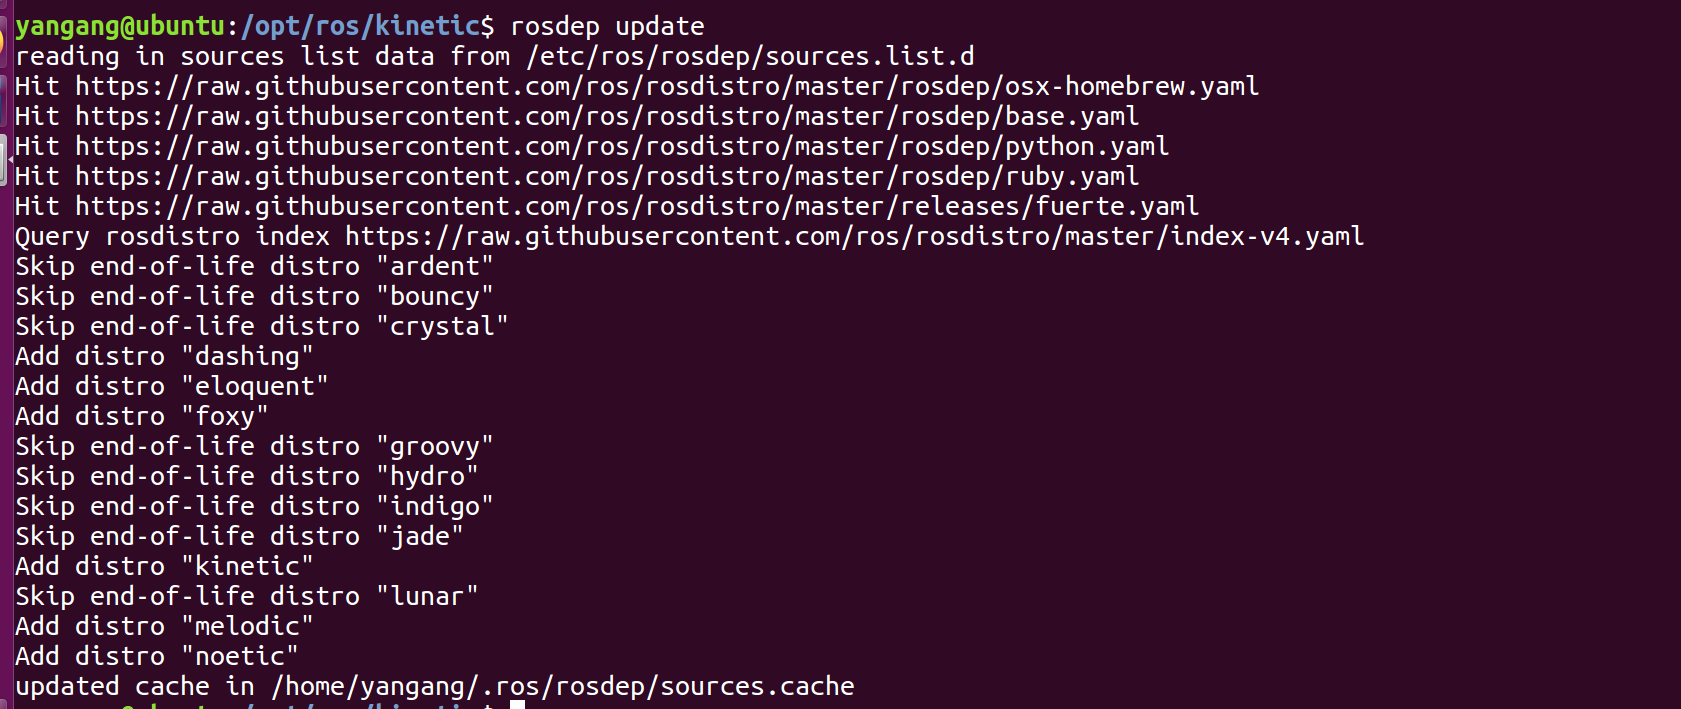 yangang@ubuntu:/opt/ros/kinetic$ rosdep update
reading in sources list data from /etc/ros/rosdep/sources.list.d
Hit https://raw.githubusercontent.com/ros/rosdistro/master/rosdep/osx-homebrew.yaml
Hit https://raw.githubusercontent.com/ros/rosdistro/master/rosdep/base.yaml
Hit https://raw.githubusercontent.com/ros/rosdistro/master/rosdep/python.yaml
Hit https://raw.githubusercontent.com/ros/rosdistro/master/rosdep/ruby.yaml
Hit https://raw.githubusercontent.com/ros/rosdistro/master/releases/fuerte.yaml
Query rosdistro index https://raw.githubusercontent.com/ros/rosdistro/master/index-v4.yaml
Skip end-of-life distro "ardent"
Skip end-of-life distro "bouncy"
Skip end-of-life distro "crystal"
Add distro "dashing"
Add distro "eloquent"
Add distro "foxy"
Skip end-of-life distro "groovy"
Skip end-of-life distro "hydro"
Skip end-of-life distro "indigo"
Skip end-of-life distro "jade"
Add distro "kinetic"
Skip end-of-life distro "lunar"
Add distro "melodic"
Add distro "noetic"
updated cache in /home/yangang/.ros/rosdep/sources.cache